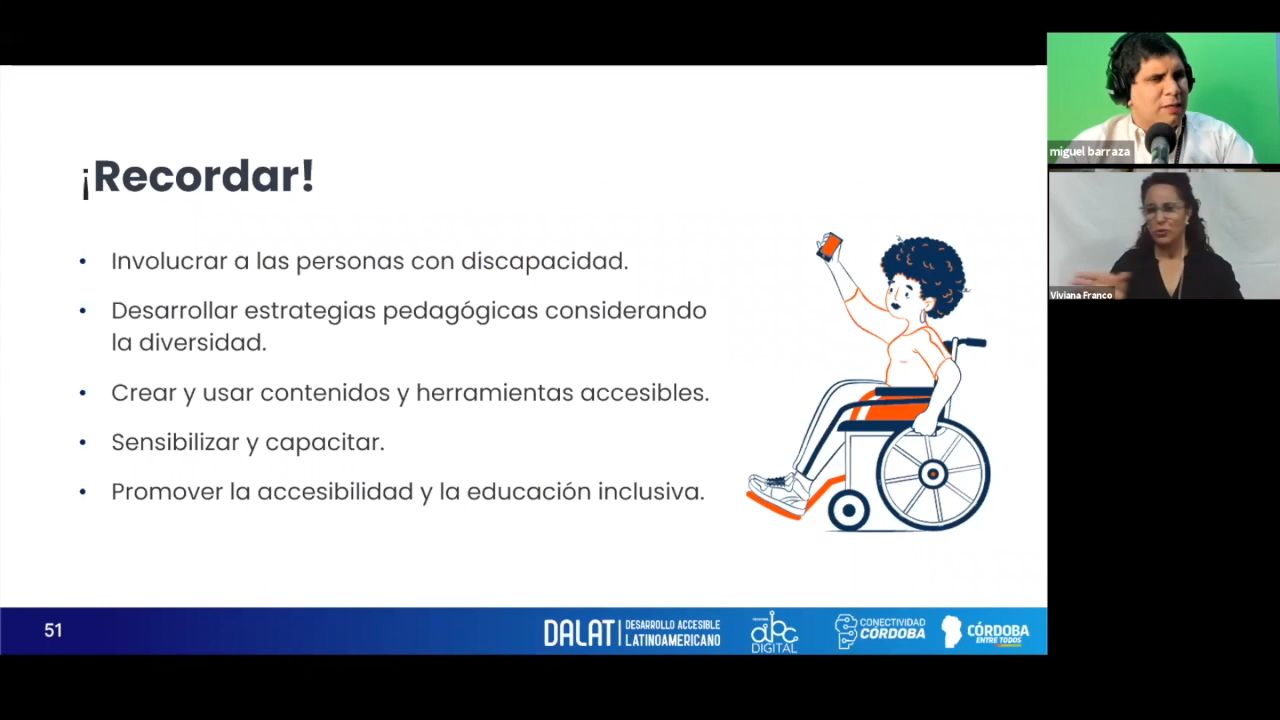 ¡Recordar!
• Involucrar a las personas con discapacidad.
• Desarrollar estrategias pedagógicas considerando
la diversidad.
• Crear y usar contenidos y herramientas accesibles.
• Sensibilizar y capacitar.
• Promover la accesibilidad y la educación inclusiva.
51
DALAT
DESARROLLO ACCESIBLE
LATINOAMERICANO
abc
DIGITAL
CONECTIVIDAD
CÓRDOBA
CÓRDOBA
ENTRE TODOS
miguel barraza
Viviana Franco